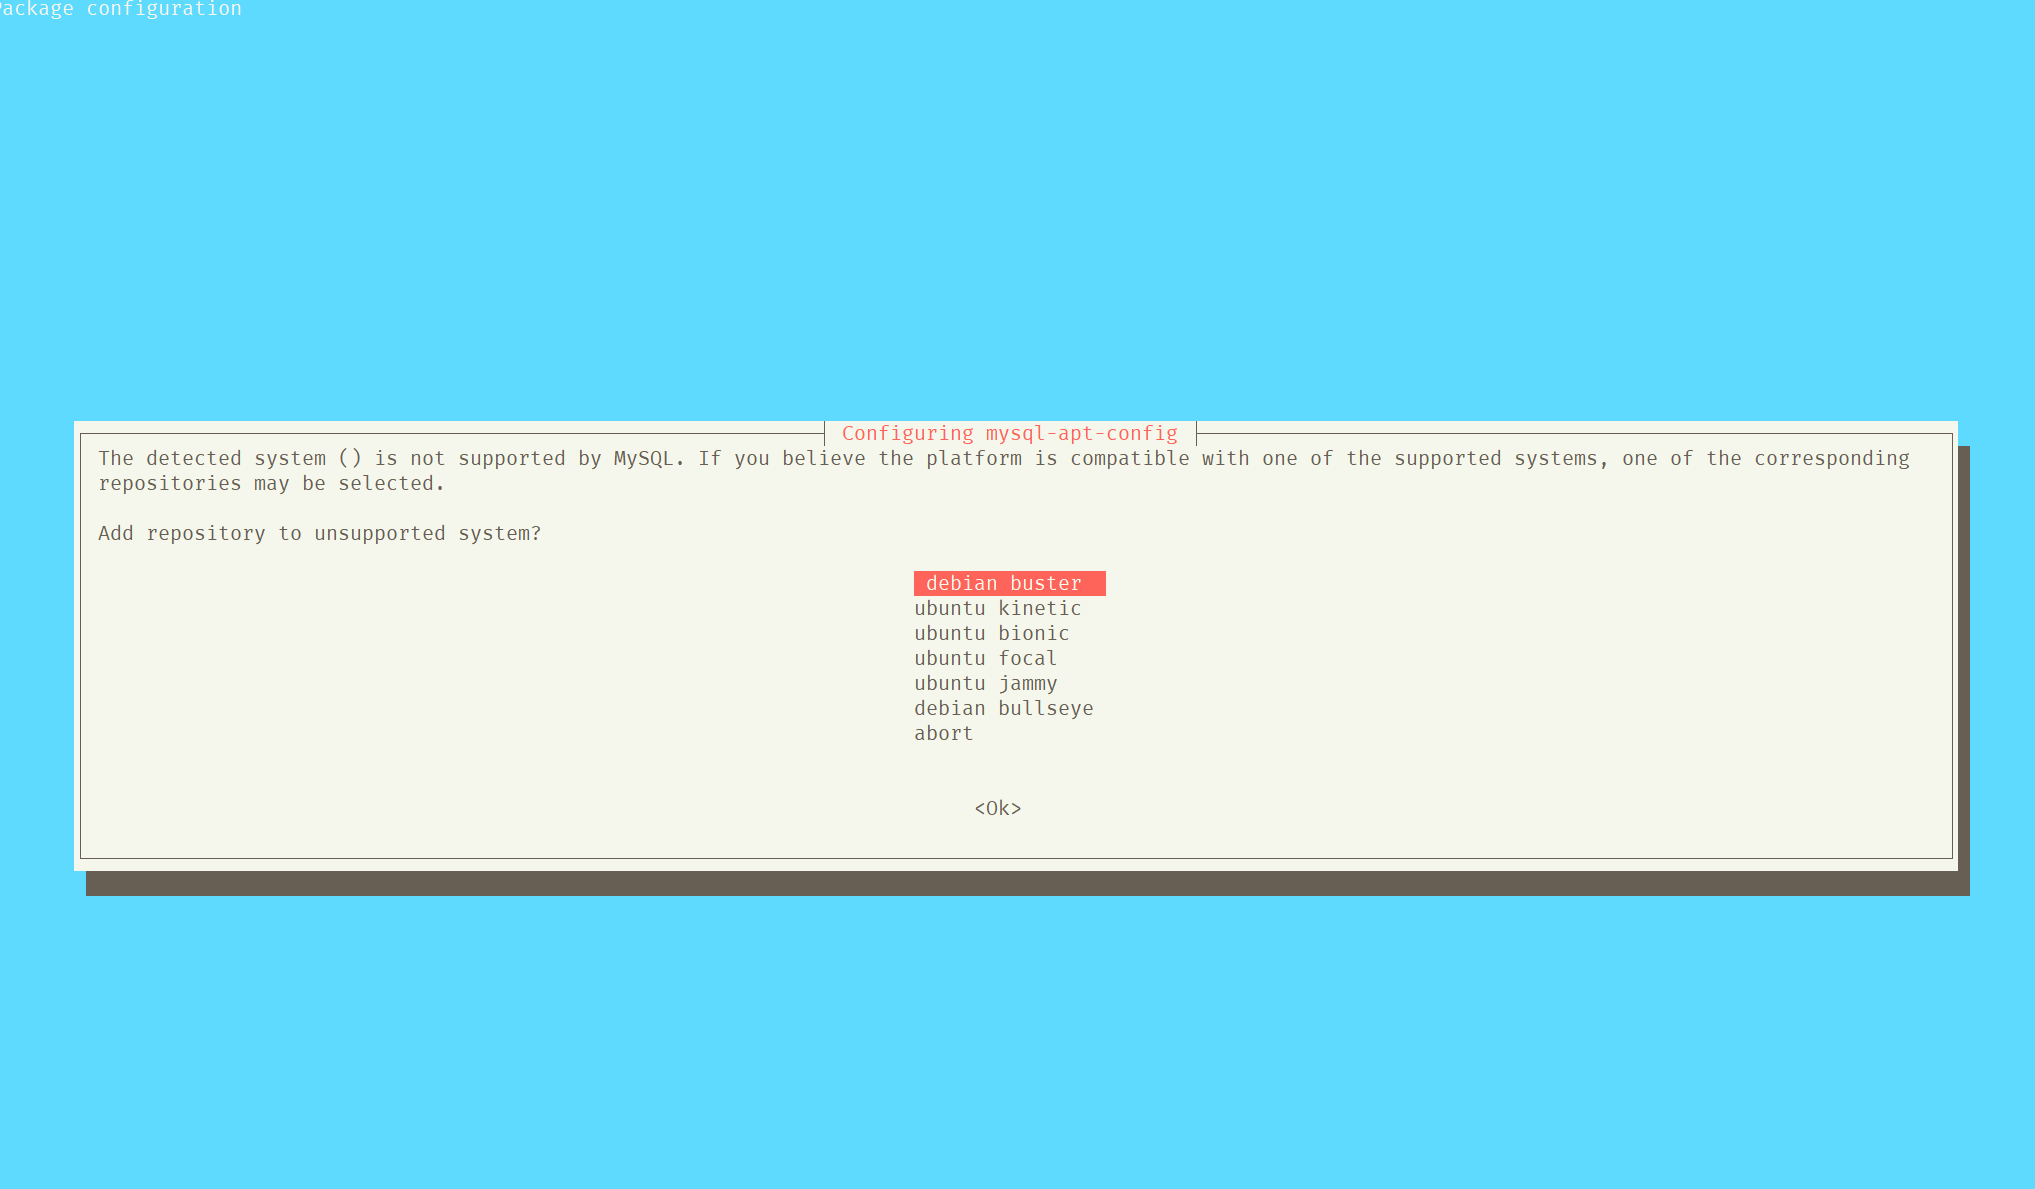 Package configuration
Configuring mysql-apt-config
The detected system () is not supported by MySQL. If you believe the platform is compatible with one of the supported systems, one of the corresponding
repositories may be selected.
Add repository to unsupported system?
debian buster
ubuntu kinetic
ubuntu bionic
ubuntu focal
ubuntu jammy
debian bullseye
abort
<Ok>